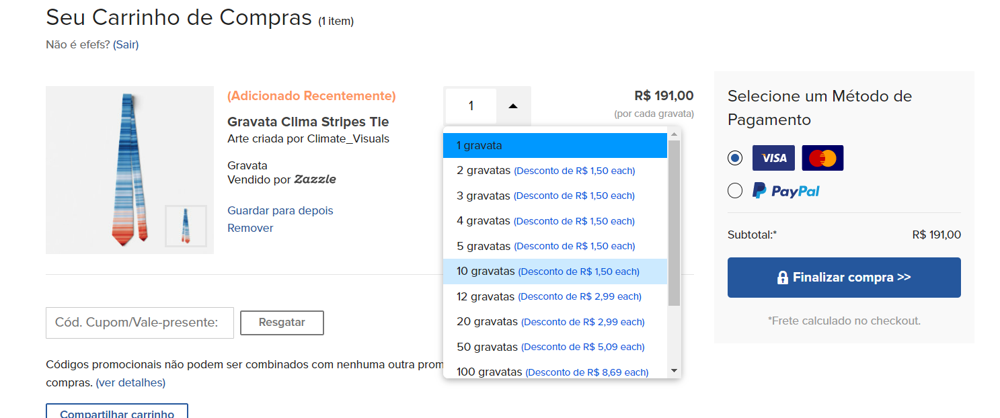 Seu Carrinho de Compras (1 item)
Não é efefs? (Sair)
(Adicionado Recentemente)
Gravata Clima Stripes Tie
Arte criada por Climate_Visuals
Gravata
Vendido por Zazzle
Guardar para depois
Remover
1
R$ 191,00
(por cada gravata)
1 gravata
2 gravatas (Desconto de R$ 1,50 each)
3 gravatas (Desconto de R$ 1,50 each)
4 gravatas (Desconto de R$ 1,50 each)
5 gravatas (Desconto de R$ 1,50 each)
10 gravatas (Desconto de R$ 1,50 each)
12 gravatas (Desconto de R$ 2,99 each)
20 gravatas (Desconto de R$ 2,99 each)
50 gravatas (Desconto de R$ 5,09 each)
100 gravatas (Desconto de R$ 8,69 each)
Selecione um Método de
Pagamento
VISA
PayPal
Subtotal:* R$ 191,00
Finalizar compra >>
*Frete calculado no checkout.
Cód. Cupom/Vale-presente:
Resgatar
Códigos promocionais não podem ser combinados com nenhuma outra prom
compras. (ver detalhes)
Compartilhar carrinho